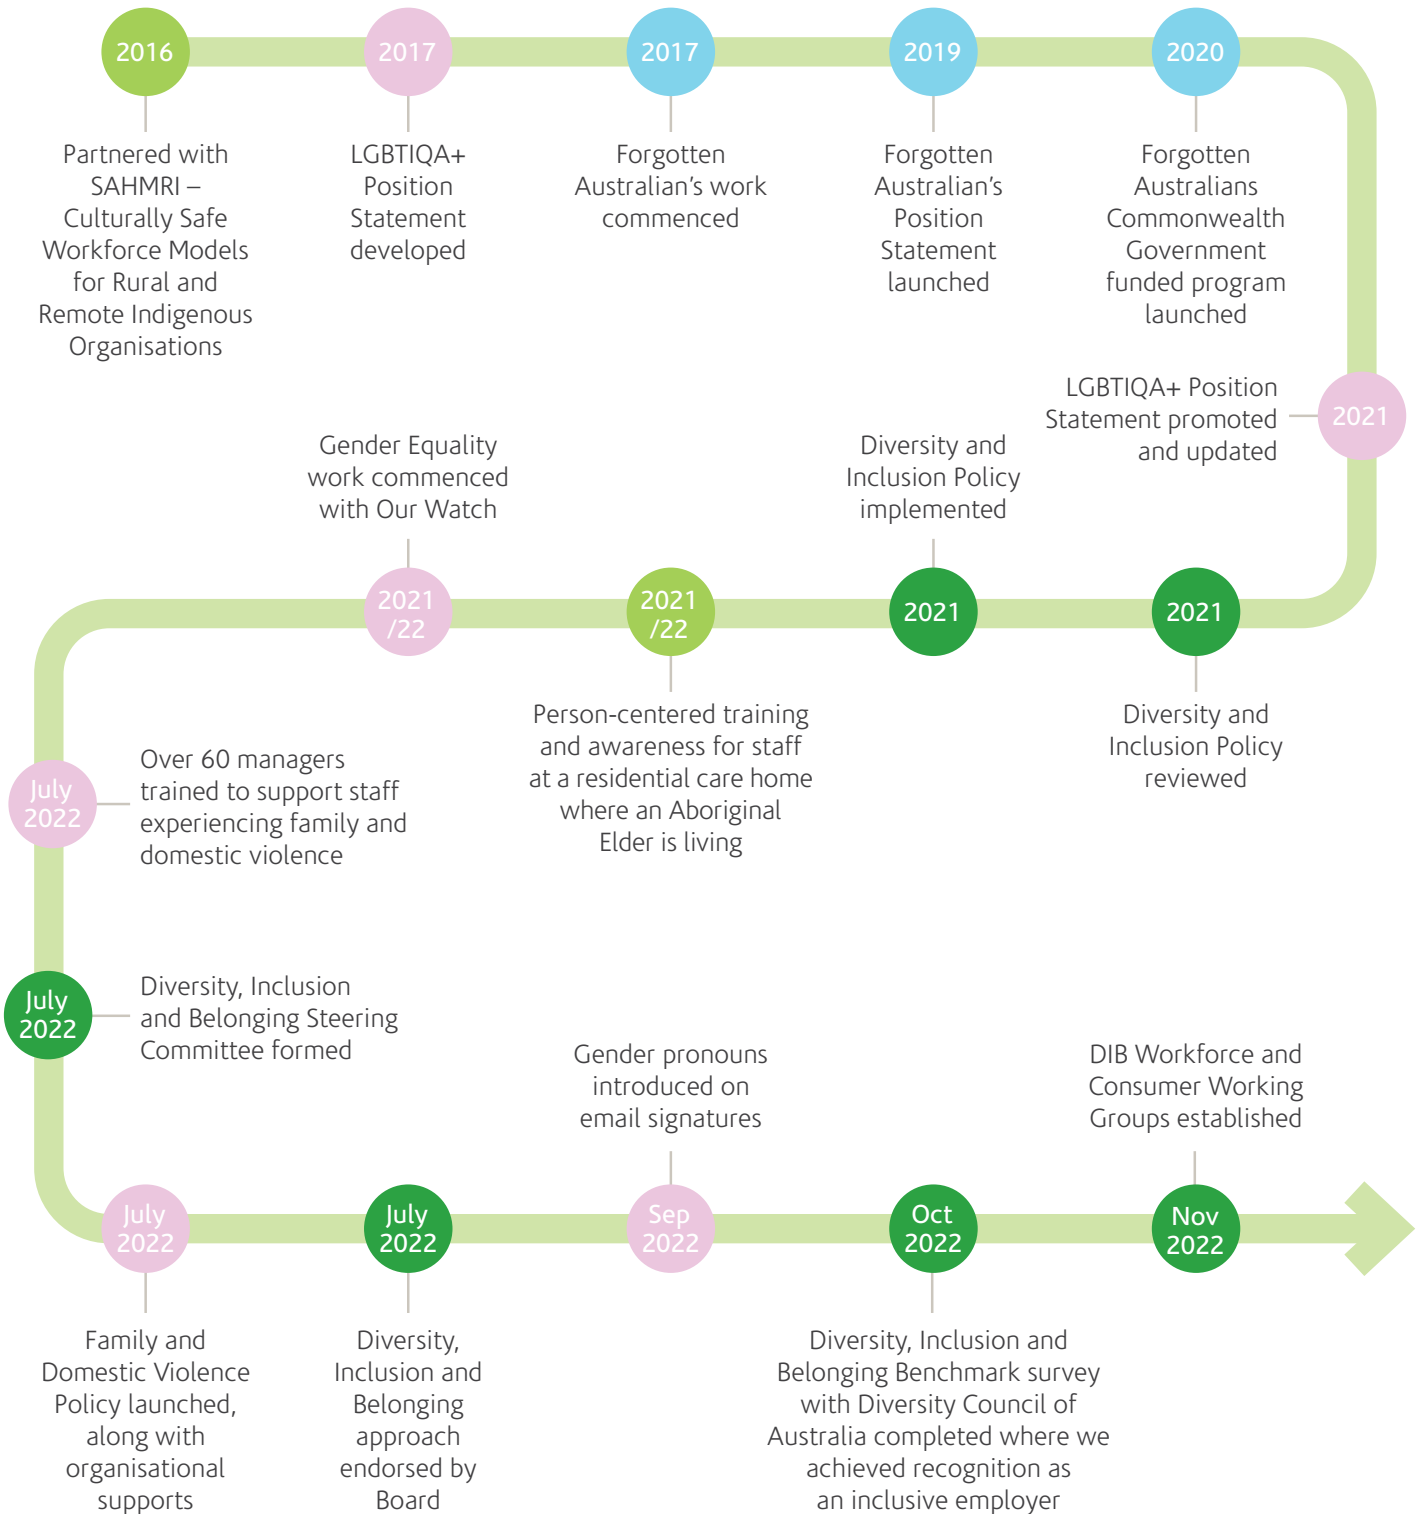 2016
Partnered with
SAHMRI –
Culturally Safe
Workforce Models
for Rural and
Remote Indigenous
Organisations
2017
LGBTIQA+
Position
Statement
developed
2017
Forgotten
Australian’s work
commenced
2019
Forgotten
Australian’s
Position
Statement
launched
2020
Forgotten
Australians
Commonwealth
Government
funded program
launched
2021
LGBTIQA+ Position
Statement promoted
and updated
2021
Diversity and
Inclusion Policy
reviewed
2021
Diversity and
Inclusion Policy
implemented
2021
/22
Person-centered training
and awareness for staff
at a residential care home
where an Aboriginal
Elder is living
2021
/22
Gender Equality
work commenced
with Our Watch
July
2022
Over 60 managers
trained to support staff
experiencing family and
domestic violence
July
2022
Diversity, Inclusion
and Belonging Steering
Committee formed
July
2022
Family and
Domestic Violence
Policy launched,
along with
organisational
supports
July
2022
Diversity,
Inclusion and
Belonging
approach
endorsed by
Board
Sep
2022
Gender pronouns
introduced on
email signatures
Oct
2022
Diversity, Inclusion and
Belonging Benchmark survey
with Diversity Council of
Australia completed where we
achieved recognition as
an inclusive employer
Nov
2022
DIB Workforce and
Consumer Working
Groups established